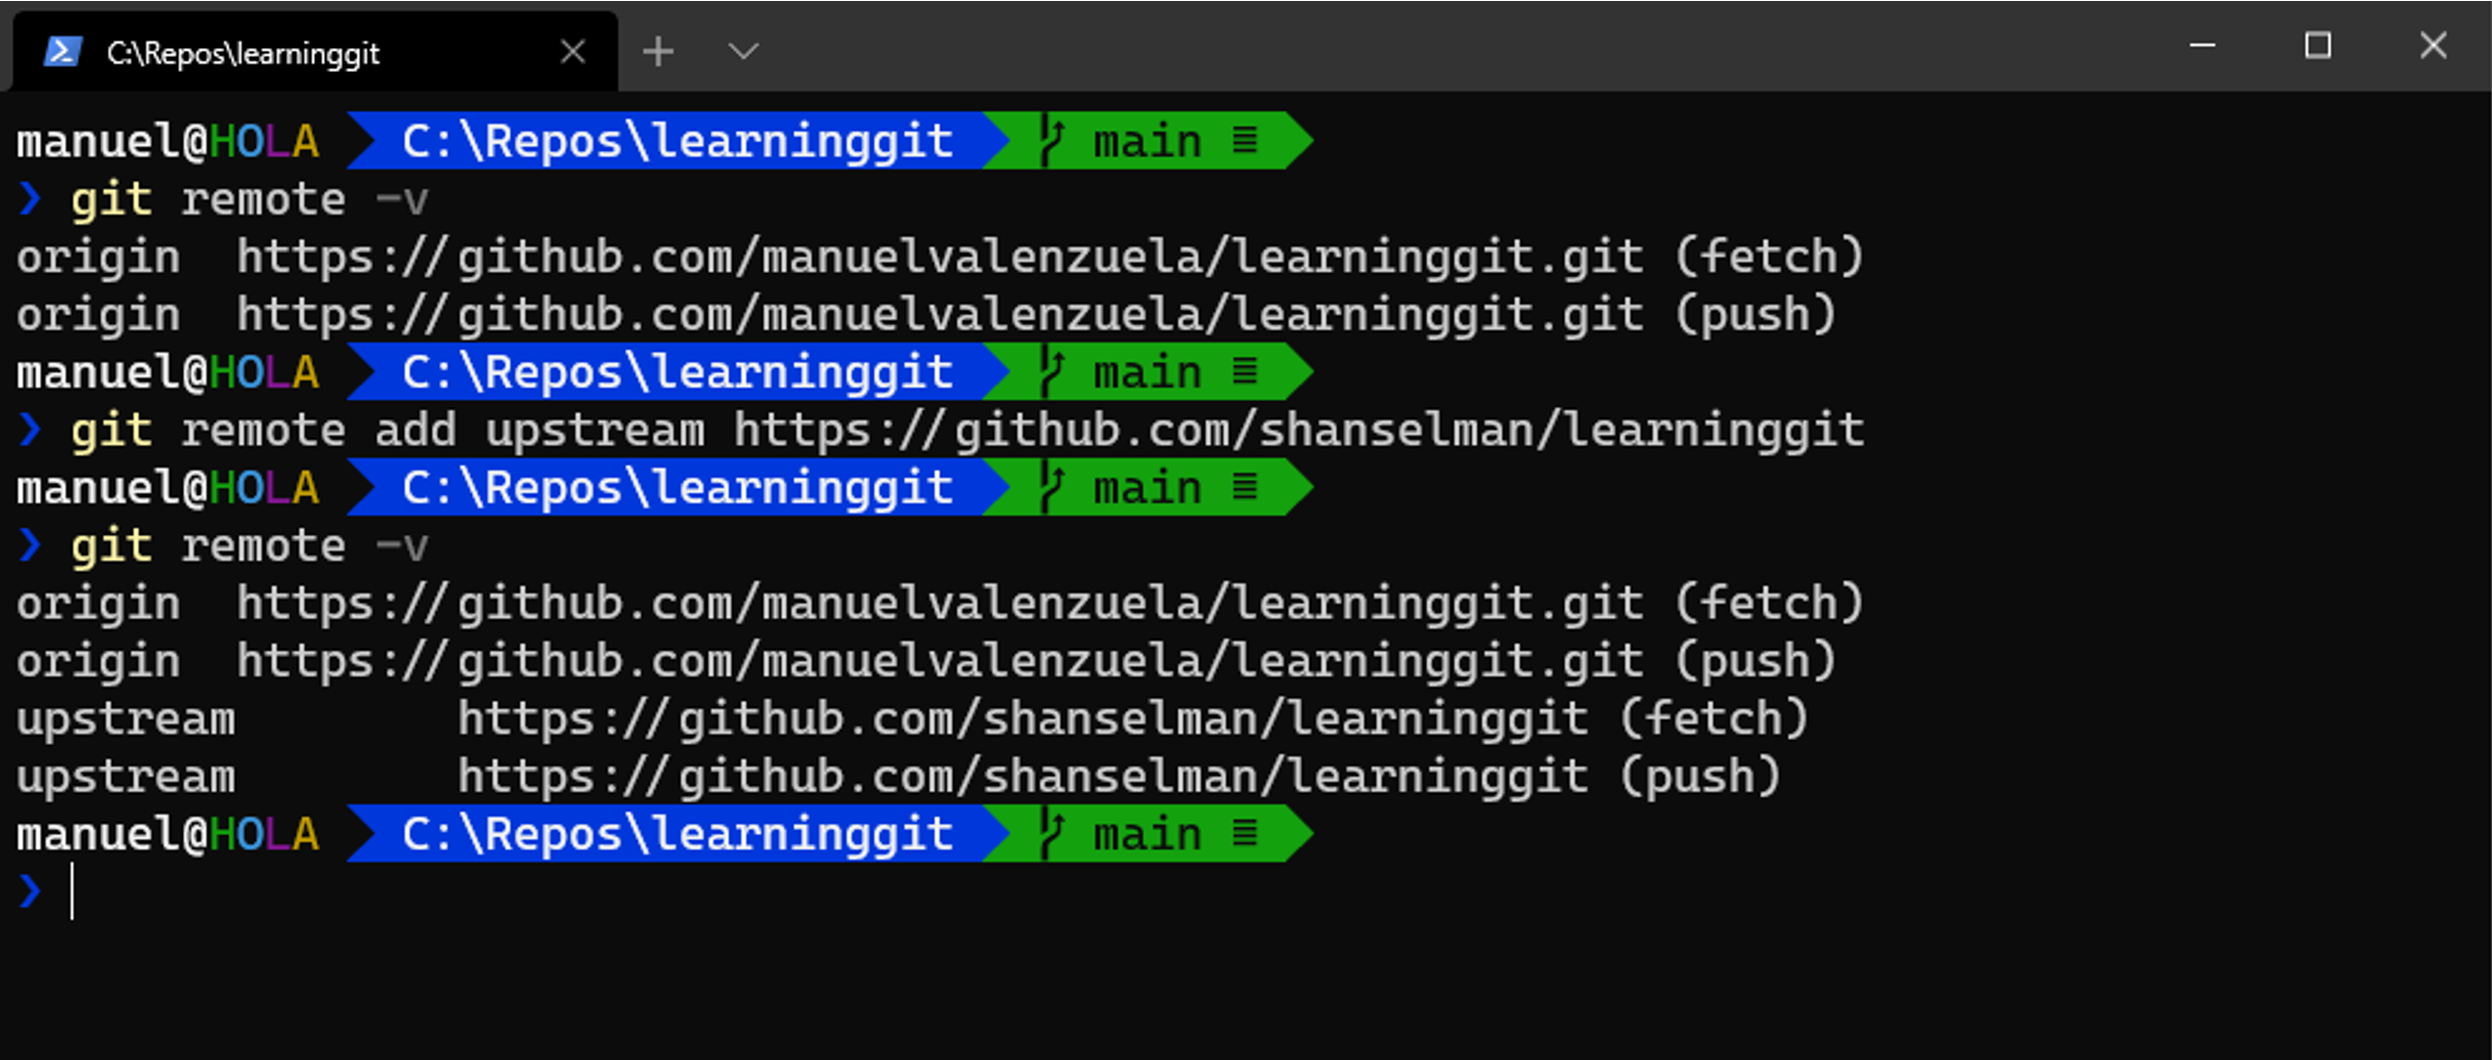 C:\Repos\learninggit
manuel@HOLA C:\Repos\learninggit main ≡
❯ git remote -v
origin  https://github.com/manuelvalenzuela/learninggit.git (fetch)
origin  https://github.com/manuelvalenzuela/learninggit.git (push)
manuel@HOLA C:\Repos\learninggit main ≡
❯ git remote add upstream https://github.com/shanselman/learninggit
manuel@HOLA C:\Repos\learninggit main ≡
❯ git remote -v
origin  https://github.com/manuelvalenzuela/learninggit.git (fetch)
origin  https://github.com/manuelvalenzuela/learninggit.git (push)
upstream        https://github.com/shanselman/learninggit (fetch)
upstream        https://github.com/shanselman/learninggit (push)
manuel@HOLA C:\Repos\learninggit main ≡
❯